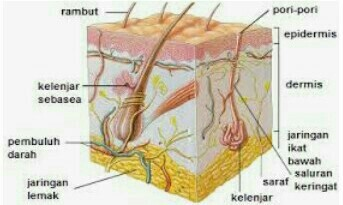 rambut
pori-pori
epidermis
dermis
kelenjar
sebasea
pembuluh
darah
jaringan
lemak
jaringan
ikat
bawah
saluran
keringat
saraf
kelenjar